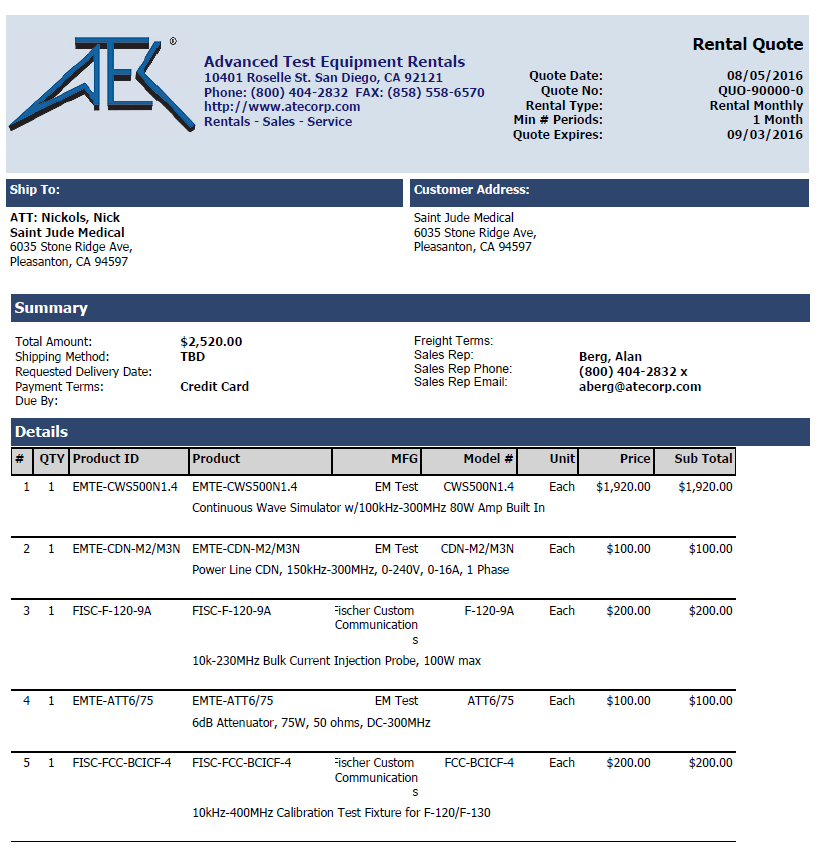 ATEC ®
Rental Quote
Advanced Test Equipment Rentals
10401 Roselle St. San Diego, CA 92121
Phone: (800) 404-2832 FAX: (858) 558-6570
http://www.atecorp.com
Rentals - Sales - Service
Quote Date: 08/05/2016
Quote No: QUO-90000-0
Rental Type: Rental Monthly
Min # Periods: 1 Month
Quote Expires: 09/03/2016
Ship To:
ATT: Nickols, Nick
Saint Jude Medical
6035 Stone Ridge Ave,
Pleasanton, CA 94597
Customer Address:
Saint Jude Medical
6035 Stone Ridge Ave,
Pleasanton, CA 94597
Summary
Total Amount: $2,520.00
Shipping Method: TBD
Requested Delivery Date:
Payment Terms: Credit Card
Due By:
Freight Terms:
Sales Rep: Berg, Alan
Sales Rep Phone: (800) 404-2832 x
Sales Rep Email: aberg@atecorp.com
Details
# QTY Product ID Product MFG Model # Unit Price Sub Total
1 1 EMTE-CWS500N1.4 EMTE-CWS500N1.4 EM Test CWS500N1.4 Each $1,920.00 $1,920.00
Continuous Wave Simulator w/100kHz-300MHz 80W Amp Built In
2 1 EMTE-CDN-M2/M3N EMTE-CDN-M2/M3N EM Test CDN-M2/M3N Each $100.00 $100.00
Power Line CDN, 150kHz-300MHz, 0-240V, 0-16A, 1 Phase
3 1 FISC-F-120-9A FISC-F-120-9A Fischer Custom F-120-9A Each $200.00 $200.00
Communication
s
10k-230MHz Bulk Current Injection Probe, 100W max
4 1 EMTE-ATT6/75 EMTE-ATT6/75 EM Test ATT6/75 Each $100.00 $100.00
6dB Attenuator, 75W, 50 ohms, DC-300MHz
5 1 FISC-FCC-BCICF-4 FISC-FCC-BCICF-4 Fischer Custom FCC-BCICF-4 Each $200.00 $200.00
Communication
s
10kHz-400MHz Calibration Test Fixture for F-120/F-130